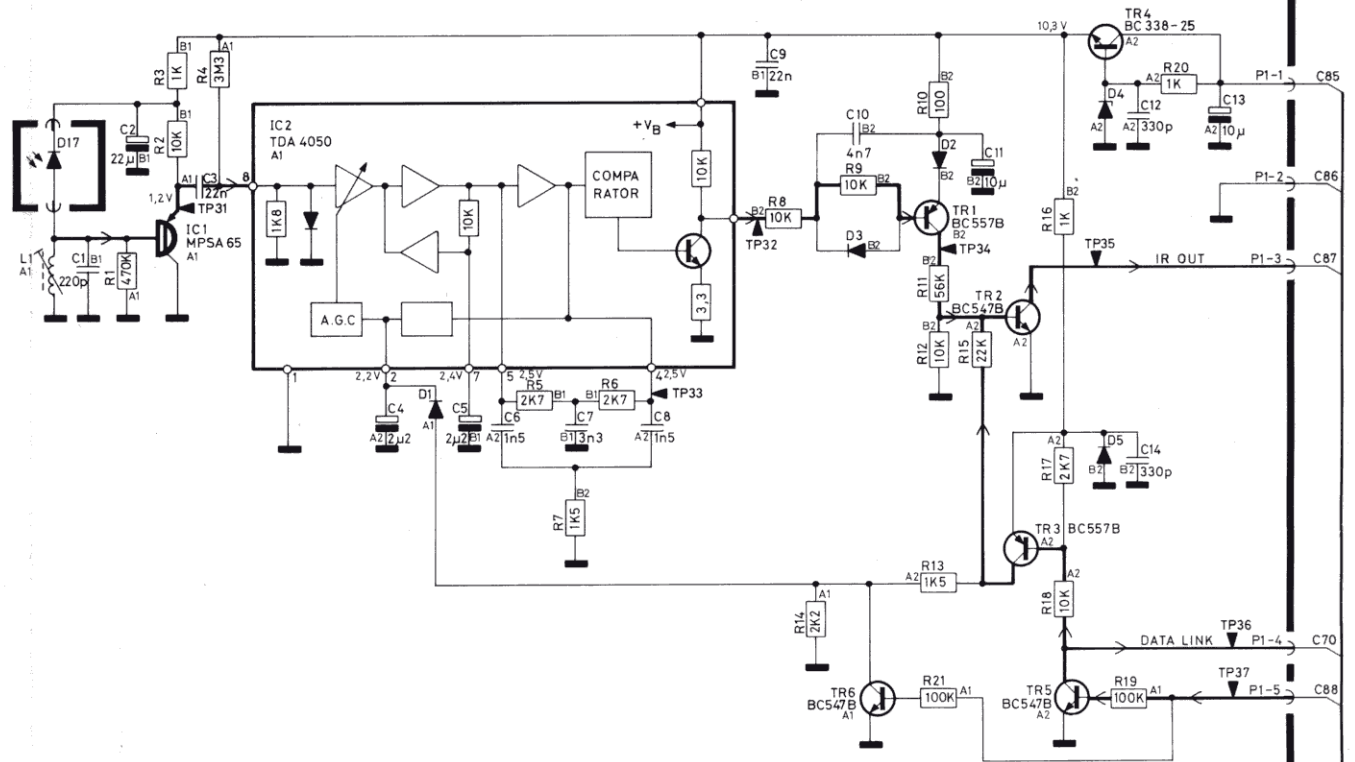 TR4
BC 338-25
A2
10,3 V
B1
R3
1K
A1
R4
3M3
C9
B1 22n
B2
R10
100
A2
R20
1K
P1-1
C85
D4
A2
C12
A2 330p
C13
A2 10µ
D17
C2
22µ
B1
B1
R2
10K
IC2
TDA 4050
A1
+VB
C10
B2
4n7
D2
B2
C11
B2 10µ
A1
C3
22n
8
1,2 V
TP31
IC1
MPSA 65
A1
COMPA
RATOR
10K
R9
10K
B2
P1-2
C86
1K8
10K
B2
TP32
R8
10K
D3
B2
TR1
BC557B
B2
TP34
B2
R16
1K
L1
A1
C1
B1
220p
R1
470K
A1
TP35
IR OUT
P1-3
C87
A.G.C
3,3
B2
R11
56K
TR2
BC547B
A2
B2
R12
10K
A2
R15
22K
1
2,2V
2
2,4V
7
2,5V
5
4
2,5V
D1
A1
R5
2K7
B1
B1
R6
2K7
TP33
C4
A2
2µ2
C5
2µ2
B1
C6
A2
1n5
C7
B1
3n3
C8
A2
1n5
A2
R17
2K7
D5
B2
C14
B2
330p
B2
R7
1K5
TR3 BC557B
A2
R13
A2
1K5
A2
R18
10K
A1
R14
2K2
DATA LINK
TP36
P1-4
C70
TR6
BC547B
A1
R21
100K
A1
TR5
BC547B
A2
R19
100K
A1
TP37
P1-5
C88